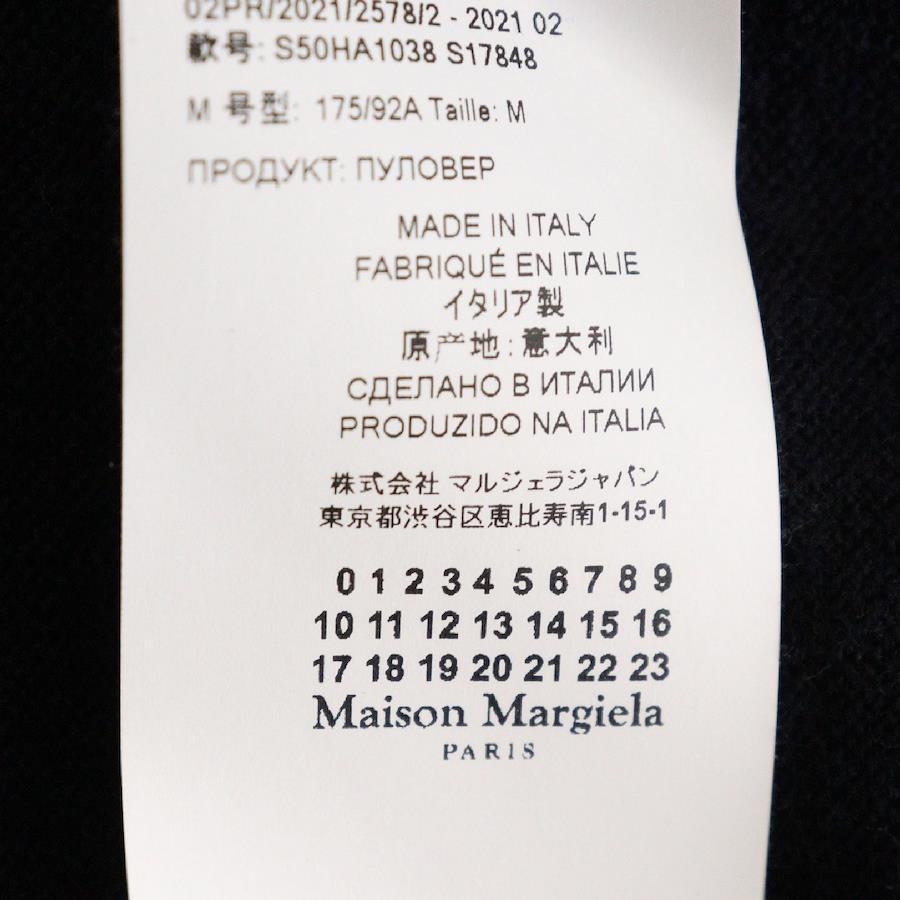 02PR/2021/2578/2 - 2021 02
款号: S50HA1038 S17848
M 号型: 175/92A Taille: M
ПРОДУКТ: ПУЛОВЕР
MADE IN ITALY
FABRIQUÉ EN ITALIE
イタリア製
原产地:意大利
СДЕЛАНО В ИТАЛИИ
PRODUZIDO NA ITALIA
株式会社 マルジェラジャパン
東京都渋谷区恵比寿南1-15-1
0 1 2 3 4 5 6 7 8 9
10 11 12 13 14 15 16
17 18 19 20 21 22 23
Maison Margiela
PARIS